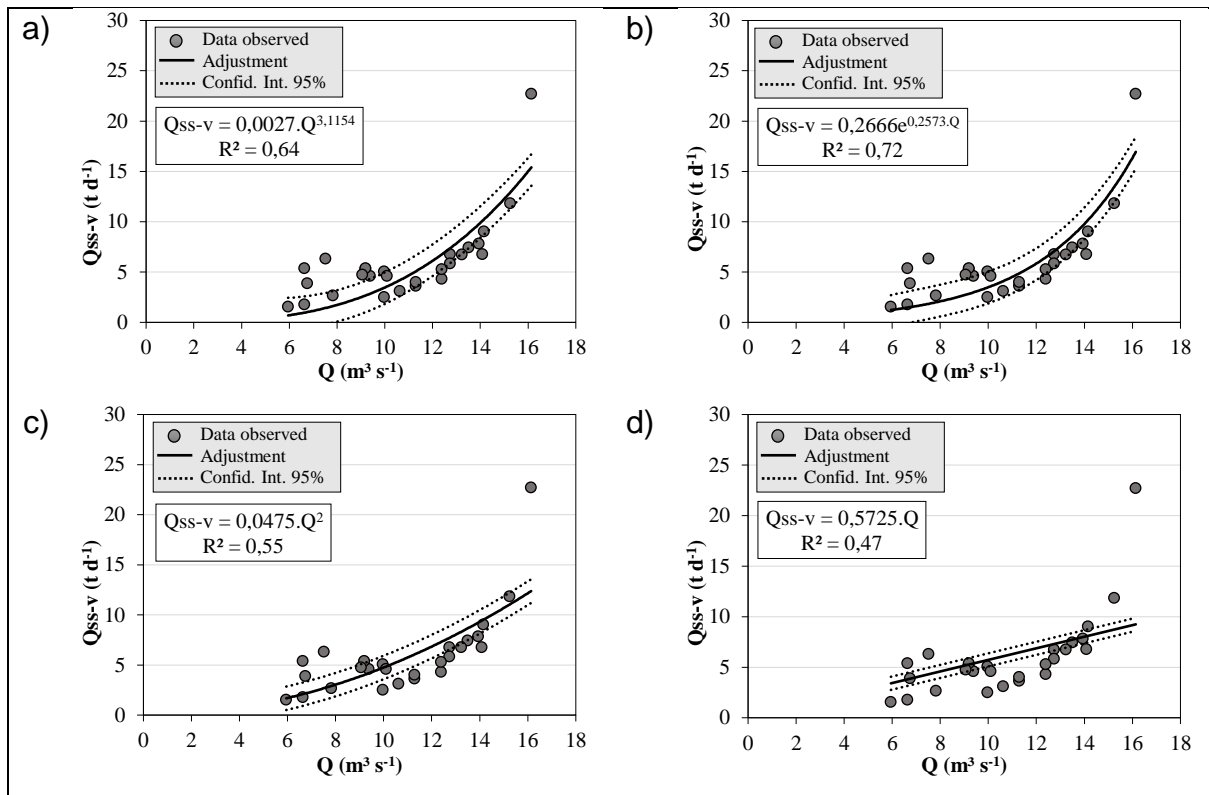 a)
30
25
20
15
10
5
0
Qss-v (t d-1)
Data observed
Adjustment
Confid. Int. 95%
Qss-v = 0,0027.Q3,1154
R² = 0,64
0 2 4 6 8 10 12 14 16 18
Q (m³ s-1)
b)
30
25
20
15
10
5
0
Qss-v (t d-1)
Data observed
Adjustment
Confid. Int. 95%
Qss-v = 0,2666e0,2573.Q
R² = 0,72
0 2 4 6 8 10 12 14 16 18
Q (m³ s-1)
c)
30
25
20
15
10
5
0
Qss-v (t d-1)
Data observed
Adjustment
Confid. Int. 95%
Qss-v = 0,0475.Q2
R² = 0,55
0 2 4 6 8 10 12 14 16 18
Q (m³ s-1)
d)
30
25
20
15
10
5
0
Qss-v (t d-1)
Data observed
Adjustment
Confid. Int. 95%
Qss-v = 0,5725.Q
R² = 0,47
0 2 4 6 8 10 12 14 16 18
Q (m³ s-1)